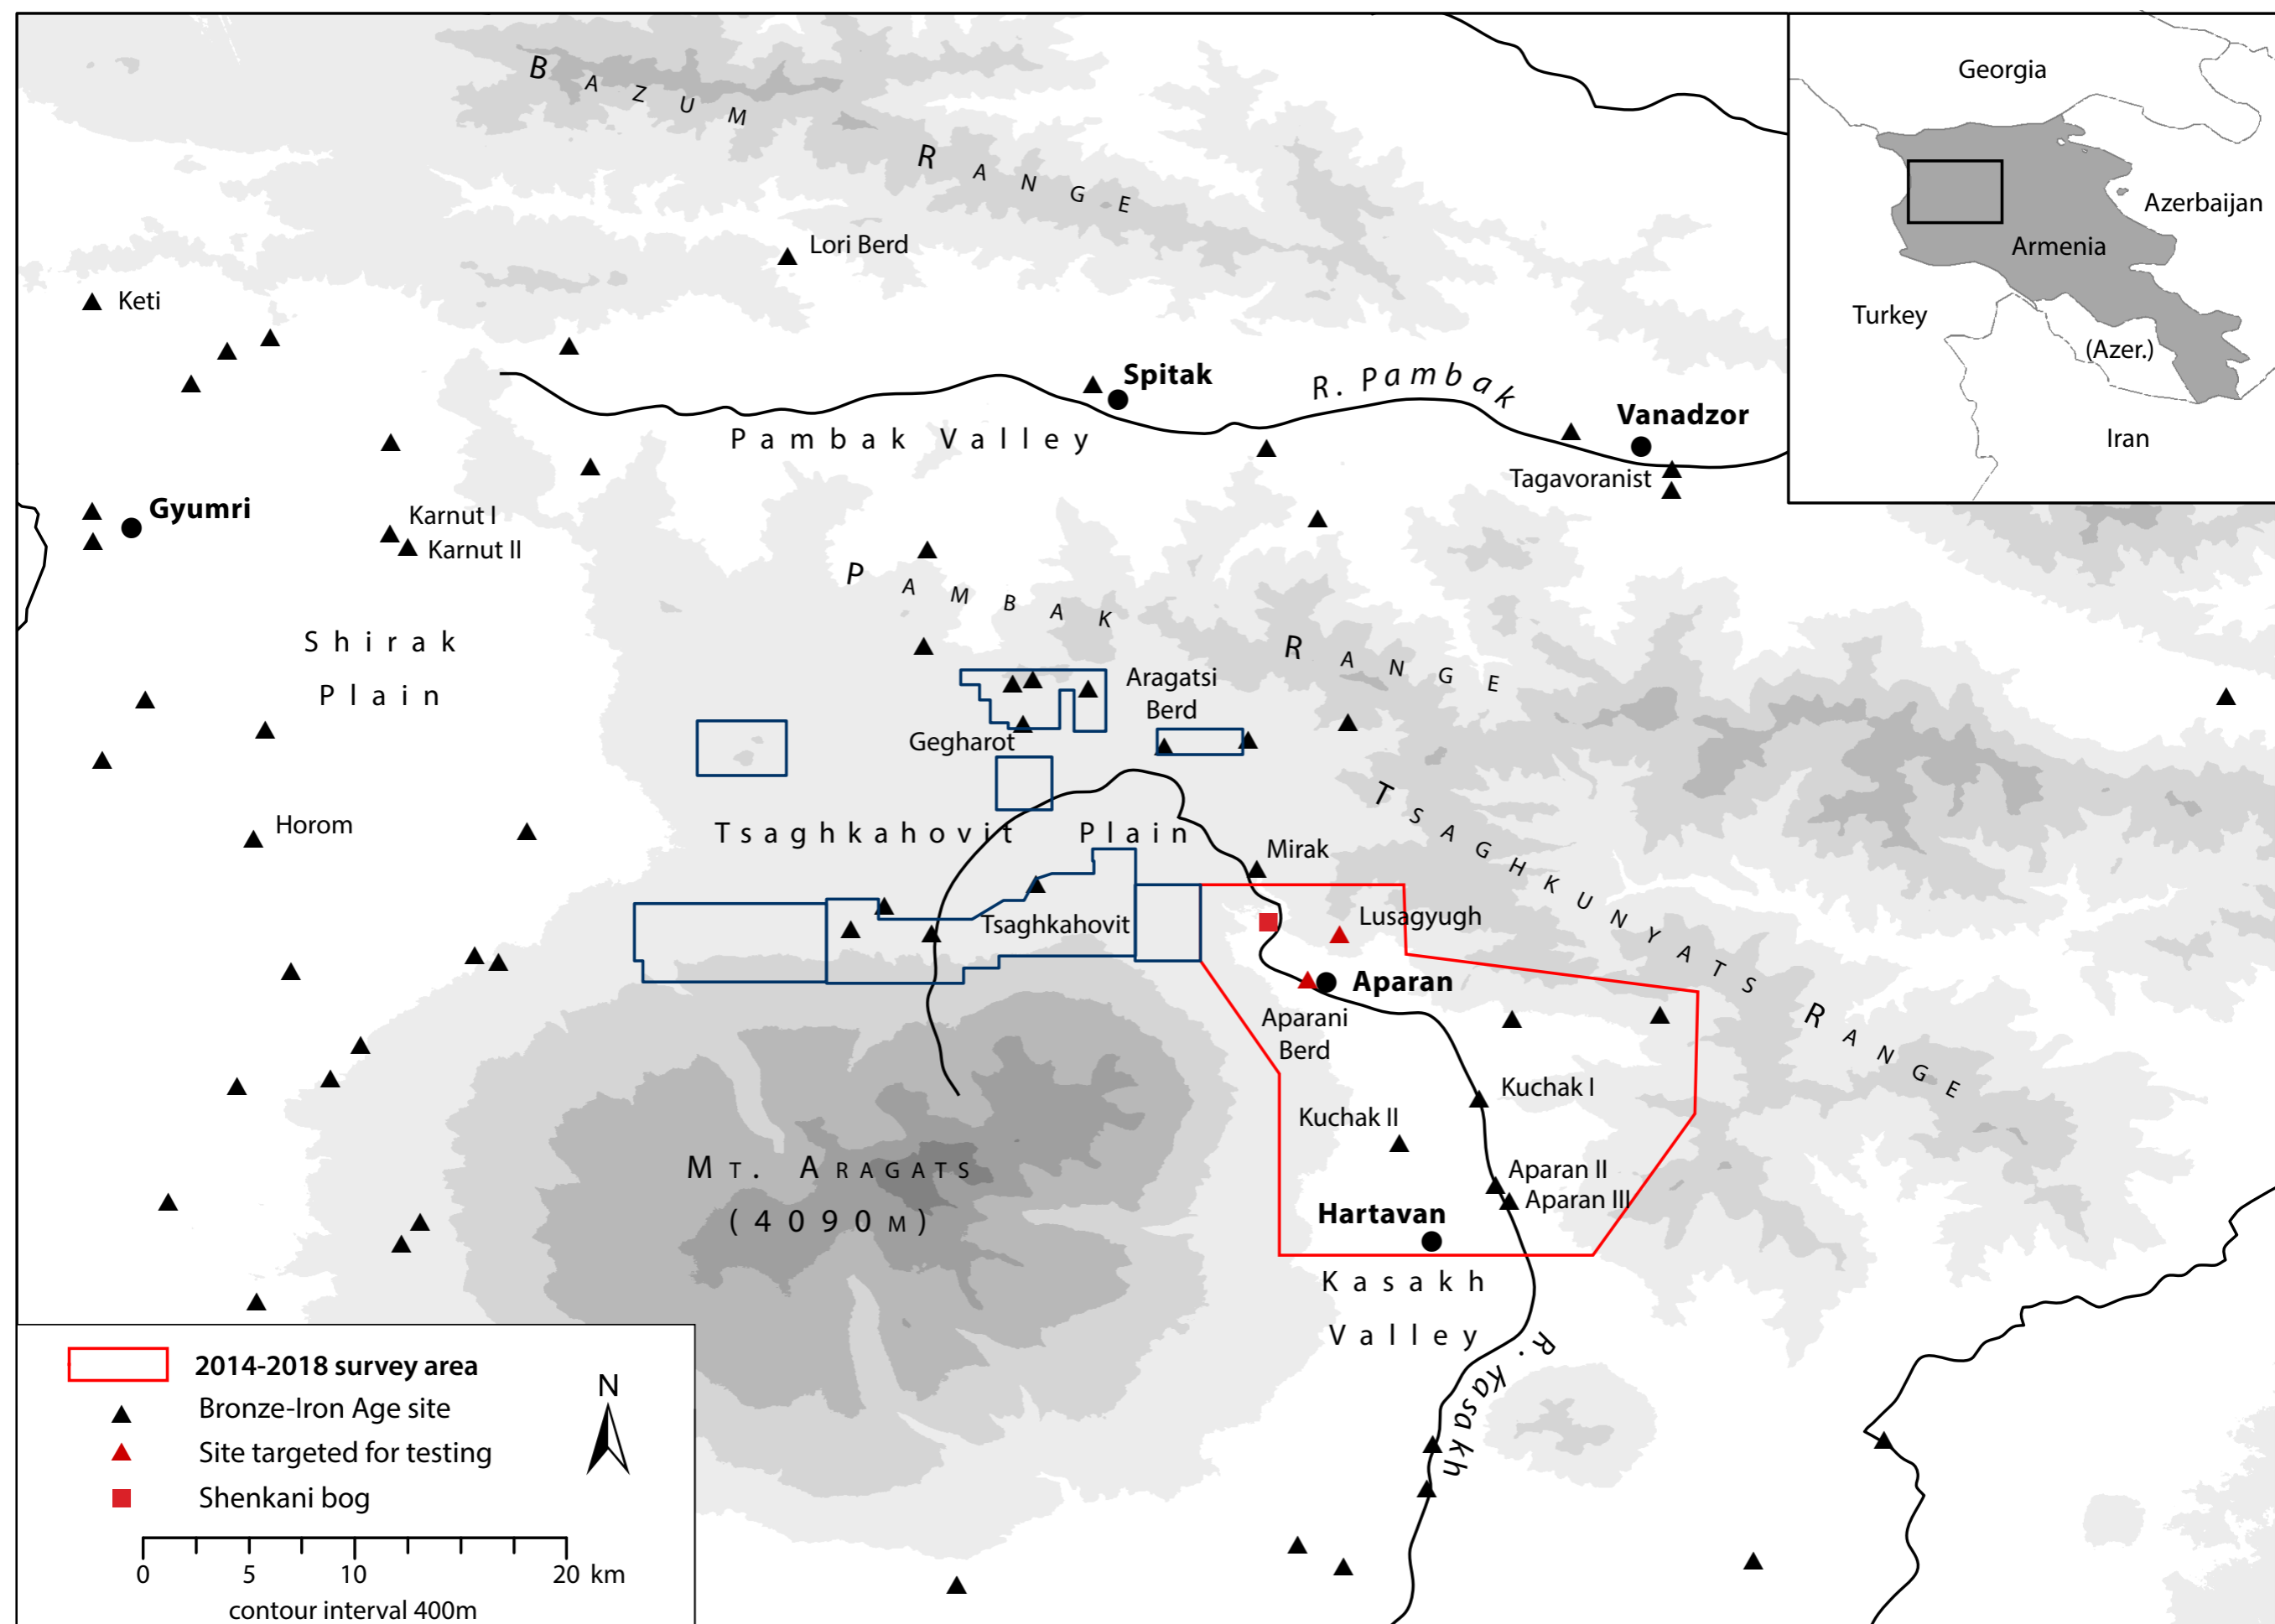 BAZUM RANGE
Georgia
Azerbaijan
Armenia
Turkey
(Azer.)
Iran
Lori Berd
Keti
Spitak
R. Pambak
Vanadzor
Pambak Valley
Tagavoranist
Gyumri
Karnut I
Karnut II
PAMBAK RANGE
Shirak
Plain
Aragatsi
Berd
Gegharot
TSAGHKUNYATS RANGE
Horom
Tsaghkahovit Plain
Mirak
Tsaghkahovit
Lusagyugh
Aparan
Aparani
Berd
Kuchak I
Kuchak II
MT. ARAGATS
(4090M)
Aparan II
Aparan III
Hartavan
Kasakh
Valley
R. Kasakh
2014-2018 survey area
Bronze-Iron Age site
Site targeted for testing
Shenkani bog
N
0 5 10 20 km
contour interval 400m